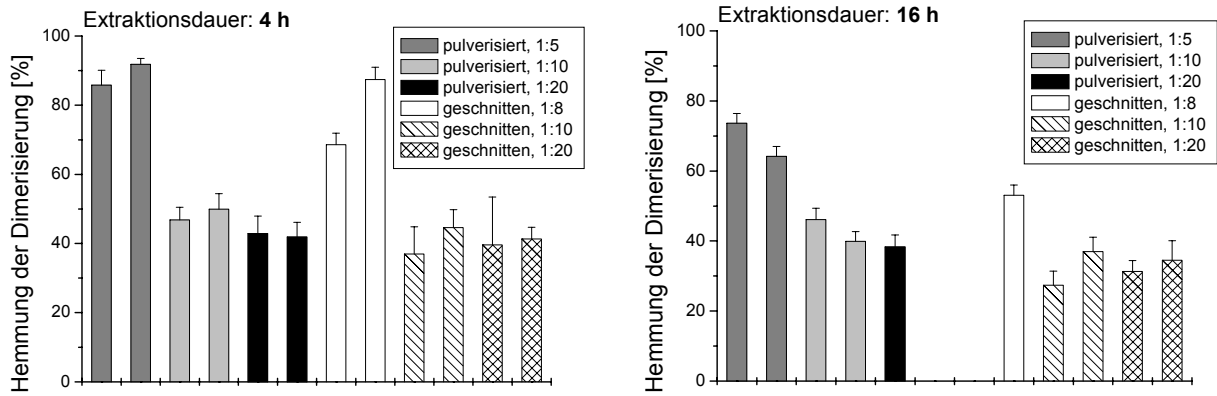 Extraktionsdauer: 4 h
Hemmung der Dimerisierung [%]
100
80
60
40
20
0
pulverisiert, 1:5
pulverisiert, 1:10
pulverisiert, 1:20
geschnitten, 1:8
geschnitten, 1:10
geschnitten, 1:20
Extraktionsdauer: 16 h
Hemmung der Dimerisierung [%]
100
80
60
40
20
0
pulverisiert, 1:5
pulverisiert, 1:10
pulverisiert, 1:20
geschnitten, 1:8
geschnitten, 1:10
geschnitten, 1:20